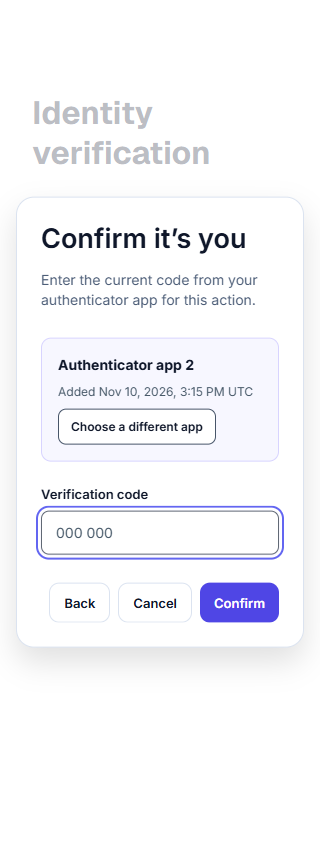 Identity
verification
Confirm it’s you
Enter the current code from your
authenticator app for this action.
Authenticator app 2
Added Nov 10, 2026, 3:15 PM UTC
Choose a different app
Verification code
000 000
Back
Cancel
Confirm